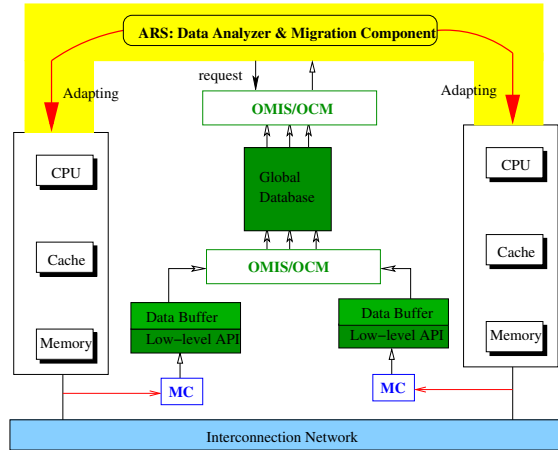 ARS: Data Analyzer & Migration Component
Adapting
request
Adapting
OMIS/OCM
CPU
CPU
Global
Database
Cache
Cache
OMIS/OCM
Data Buffer
Low-level API
Data Buffer
Low-level API
Memory
Memory
MC
MC
Interconnection Network